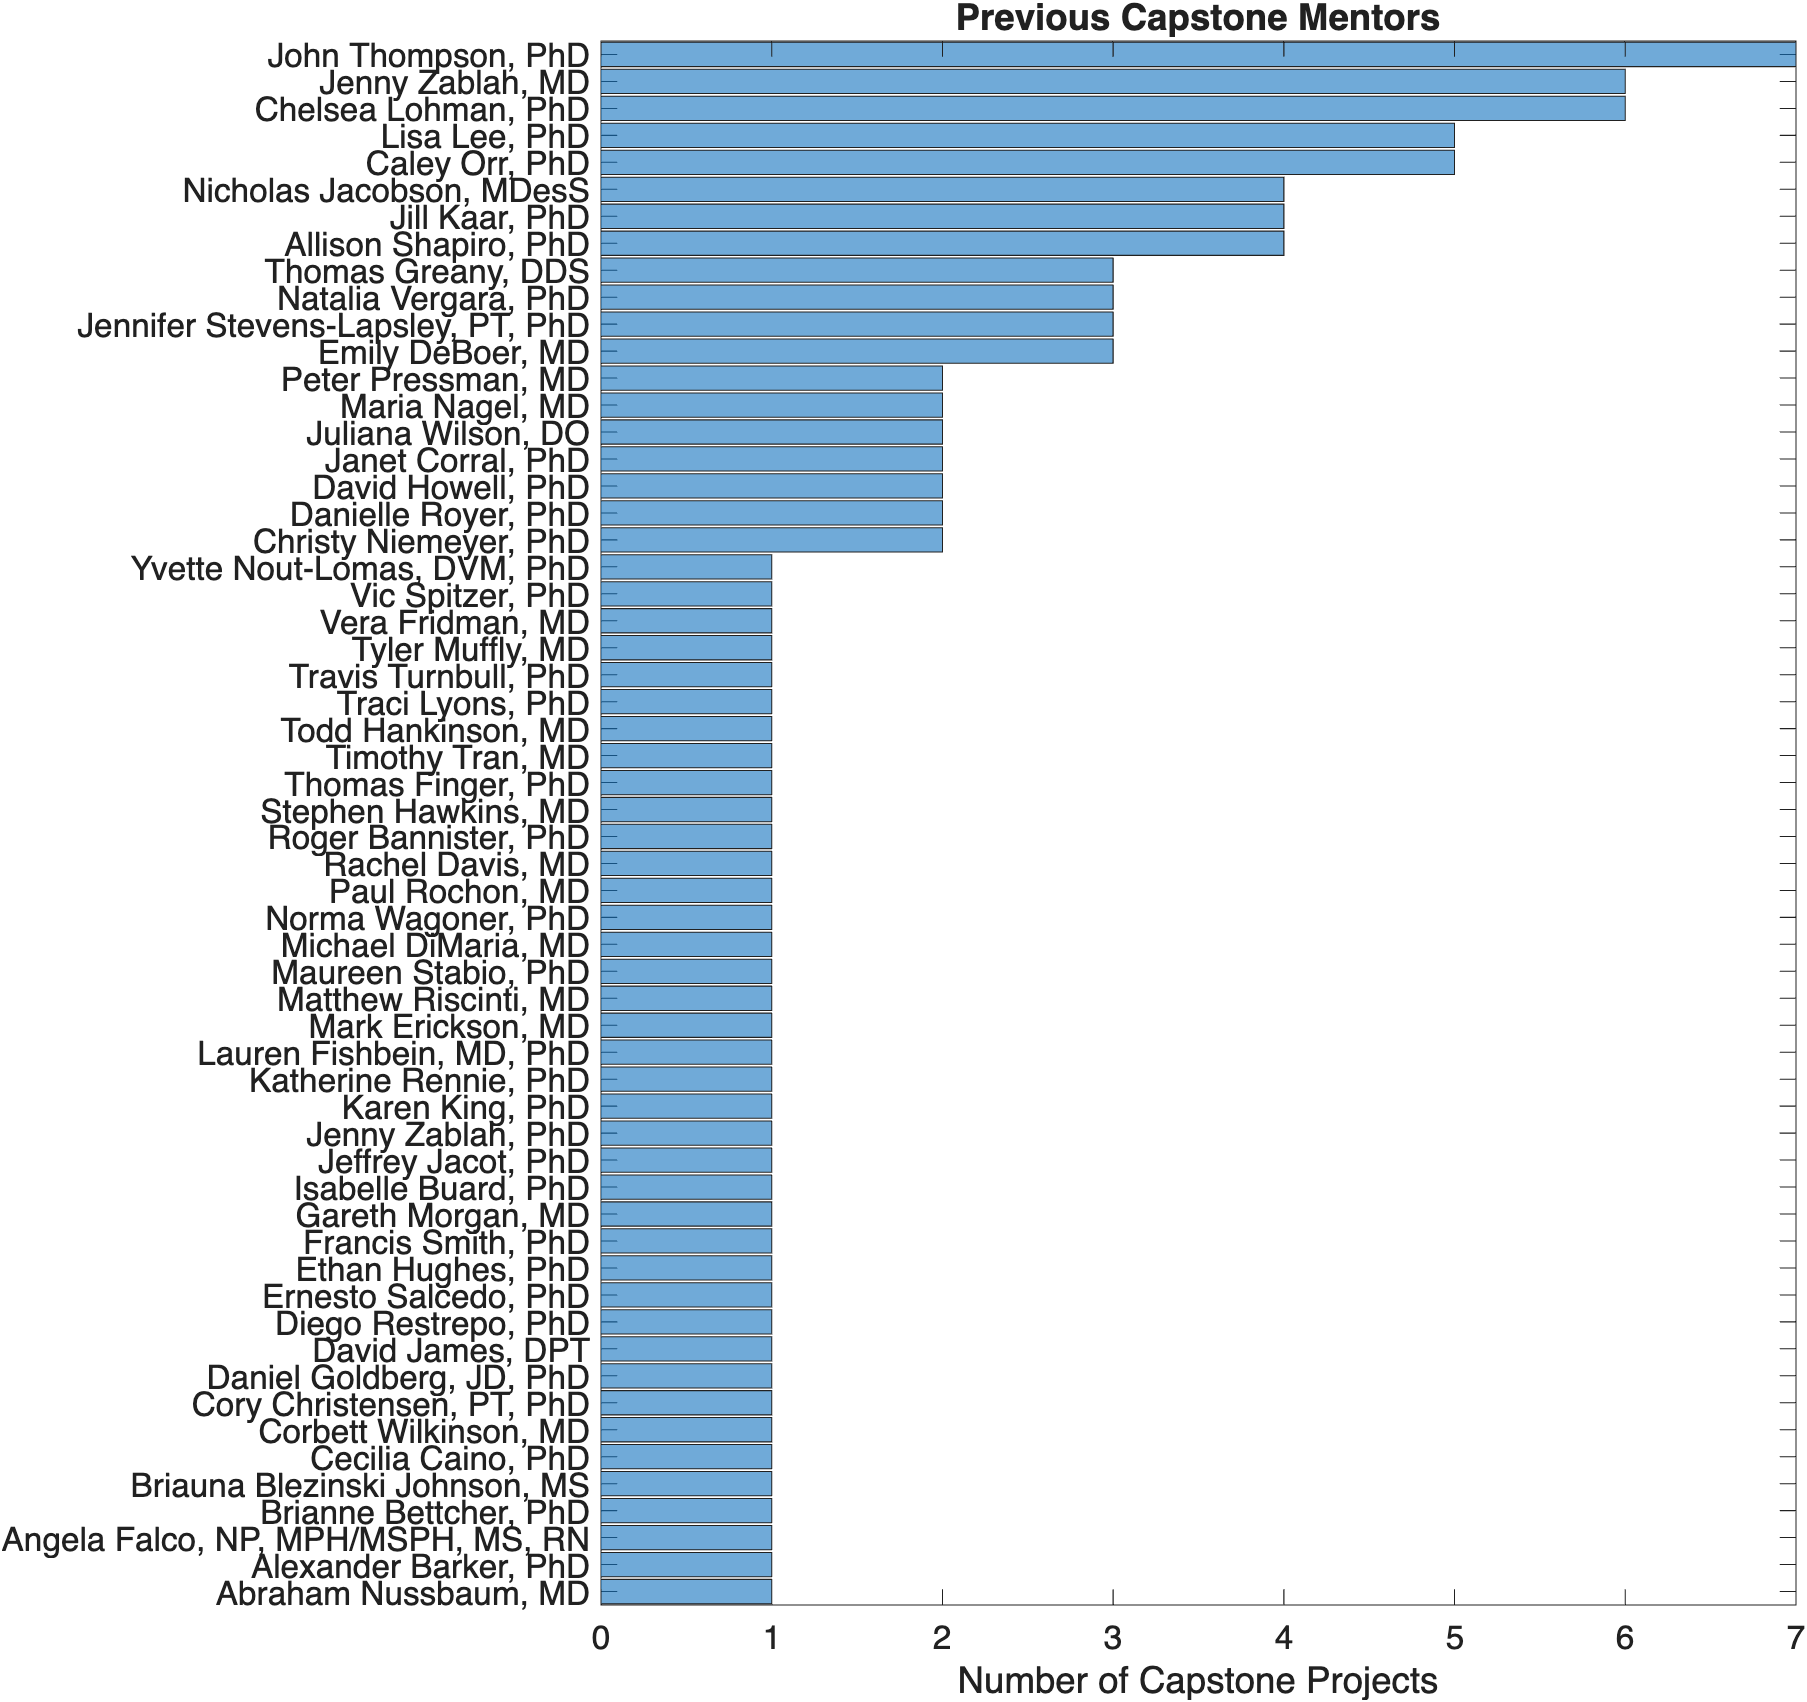 Previous Capstone Mentors
John Thompson, PhD
Jenny Zablah, MD
Chelsea Lohman, PhD
Lisa Lee, PhD
Caley Orr, PhD
Nicholas Jacobson, MDesS
Jill Kaar, PhD
Allison Shapiro, PhD
Thomas Greany, DDS
Natalia Vergara, PhD
Jennifer Stevens-Lapsley, PT, PhD
Emily DeBoer, MD
Peter Pressman, MD
Maria Nagel, MD
Juliana Wilson, DO
Janet Corral, PhD
David Howell, PhD
Danielle Royer, PhD
Christy Niemeyer, PhD
Yvette Nout-Lomas, DVM, PhD
Vic Spitzer, PhD
Vera Fridman, MD
Tyler Muffly, MD
Travis Turnbull, PhD
Traci Lyons, PhD
Todd Hankinson, MD
Timothy Tran, MD
Thomas Finger, PhD
Stephen Hawkins, MD
Roger Bannister, PhD
Rachel Davis, MD
Paul Rochon, MD
Norma Wagoner, PhD
Michael DiMaria, MD
Maureen Stabio, PhD
Matthew Riscinti, MD
Mark Erickson, MD
Lauren Fishbein, MD, PhD
Katherine Rennie, PhD
Karen King, PhD
Jenny Zablah, PhD
Jeffrey Jacot, PhD
Isabelle Buard, PhD
Gareth Morgan, MD
Francis Smith, PhD
Ethan Hughes, PhD
Ernesto Salcedo, PhD
Diego Restrepo, PhD
David James, DPT
Daniel Goldberg, JD, PhD
Cory Christensen, PT, PhD
Corbett Wilkinson, MD
Cecilia Caino, PhD
Briauna Blezinski Johnson, MS
Brianne Bettcher, PhD
Angela Falco, NP, MPH/MSPH, MS, RN
Alexander Barker, PhD
Abraham Nussbaum, MD
0 1 2 3 4 5 6 7
Number of Capstone Projects